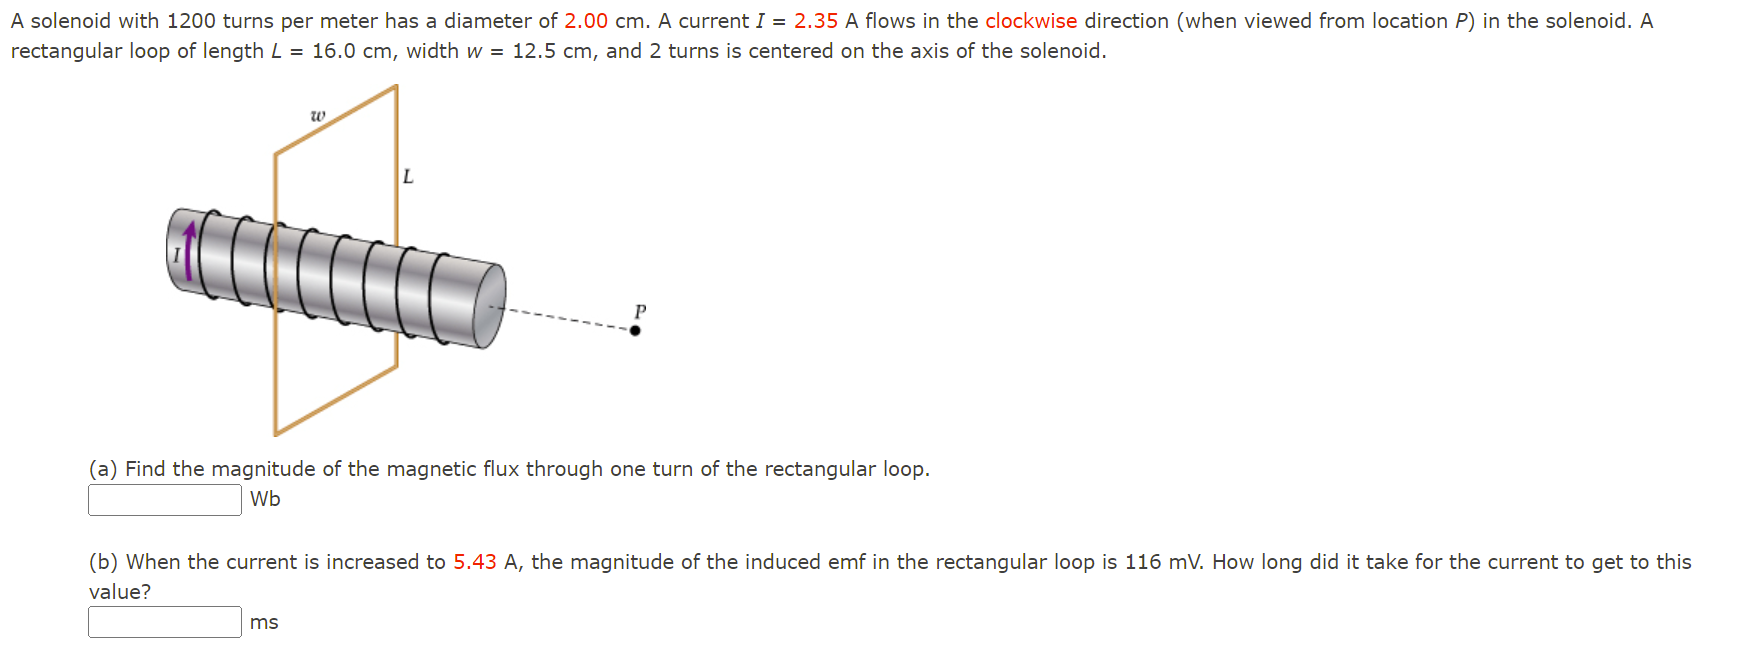 A solenoid with 1200 turns per meter has a diameter of 2.00 cm. A current I = 2.35 A flows in the clockwise direction (when viewed from location P) in the solenoid. A
rectangular loop of length L = 16.0 cm, width w = 12.5 cm, and 2 turns is centered on the axis of the solenoid.
w
L
I
P
(a) Find the magnitude of the magnetic flux through one turn of the rectangular loop.
Wb
(b) When the current is increased to 5.43 A, the magnitude of the induced emf in the rectangular loop is 116 mV. How long did it take for the current to get to this
value?
ms